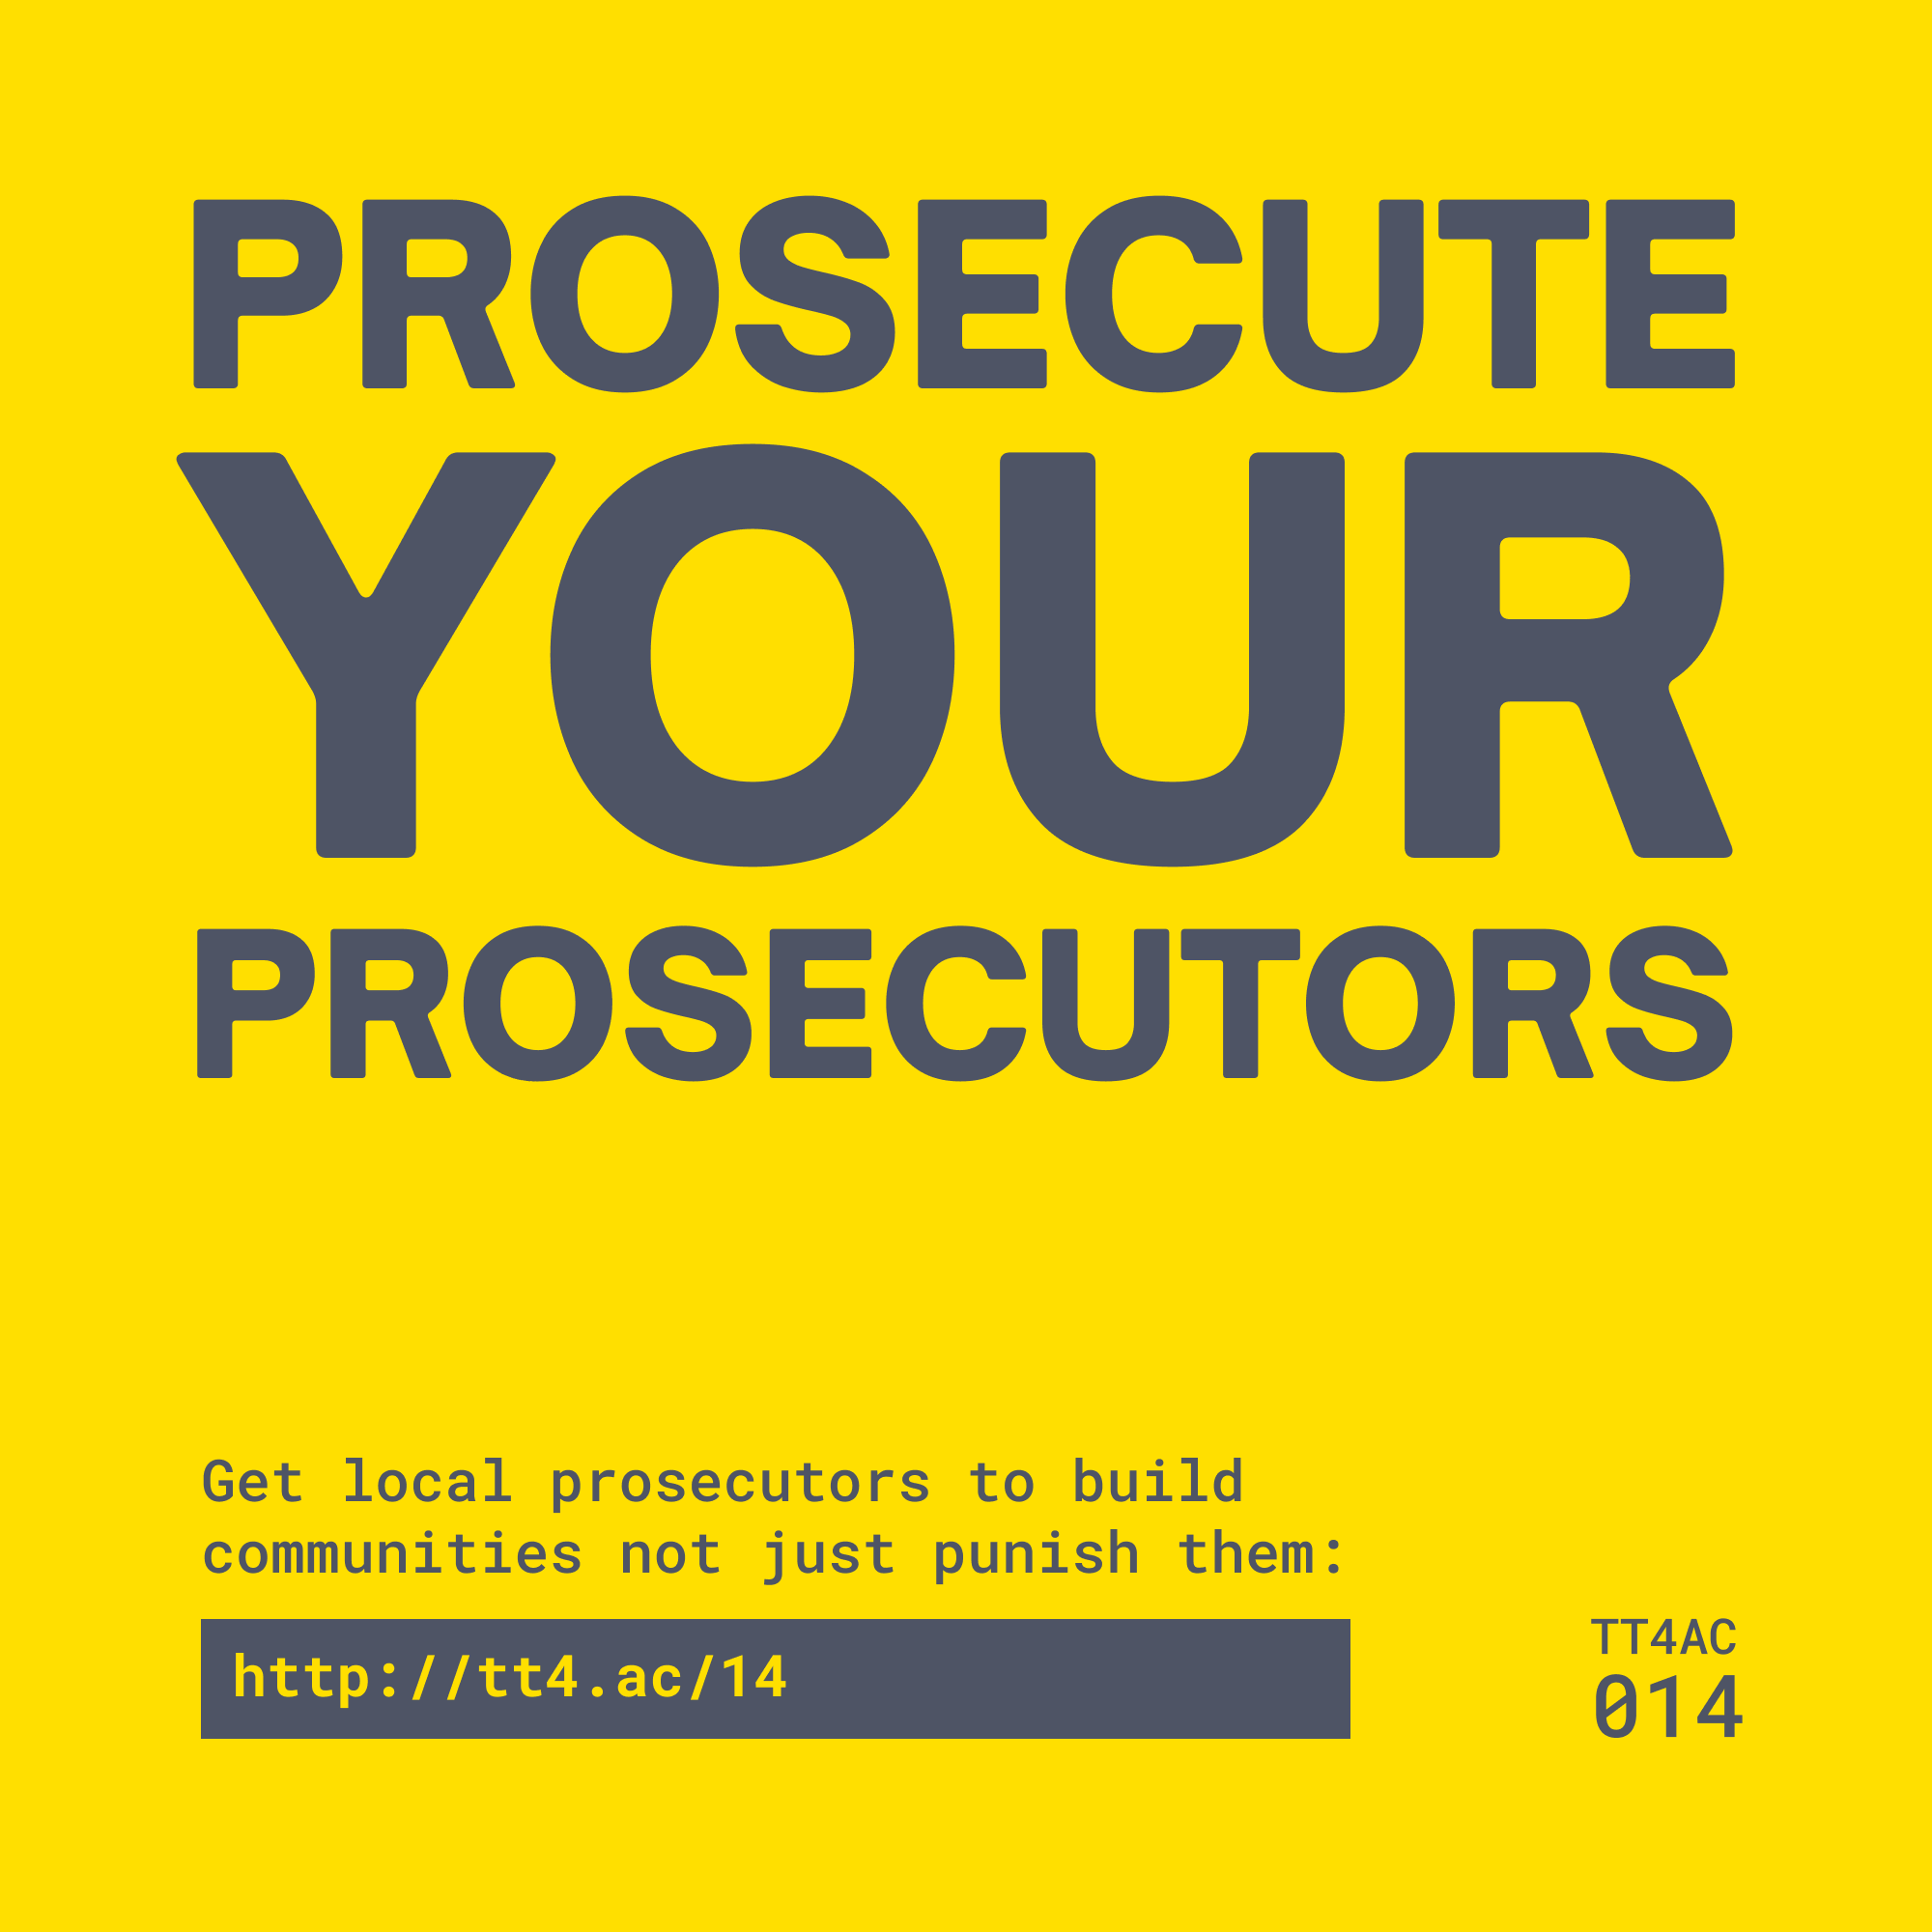 PROSECUTE
YOUR
PROSECUTORS
Get local prosecutors to build
communities not just punish them:
http://tt4.ac/14
TT4AC
014